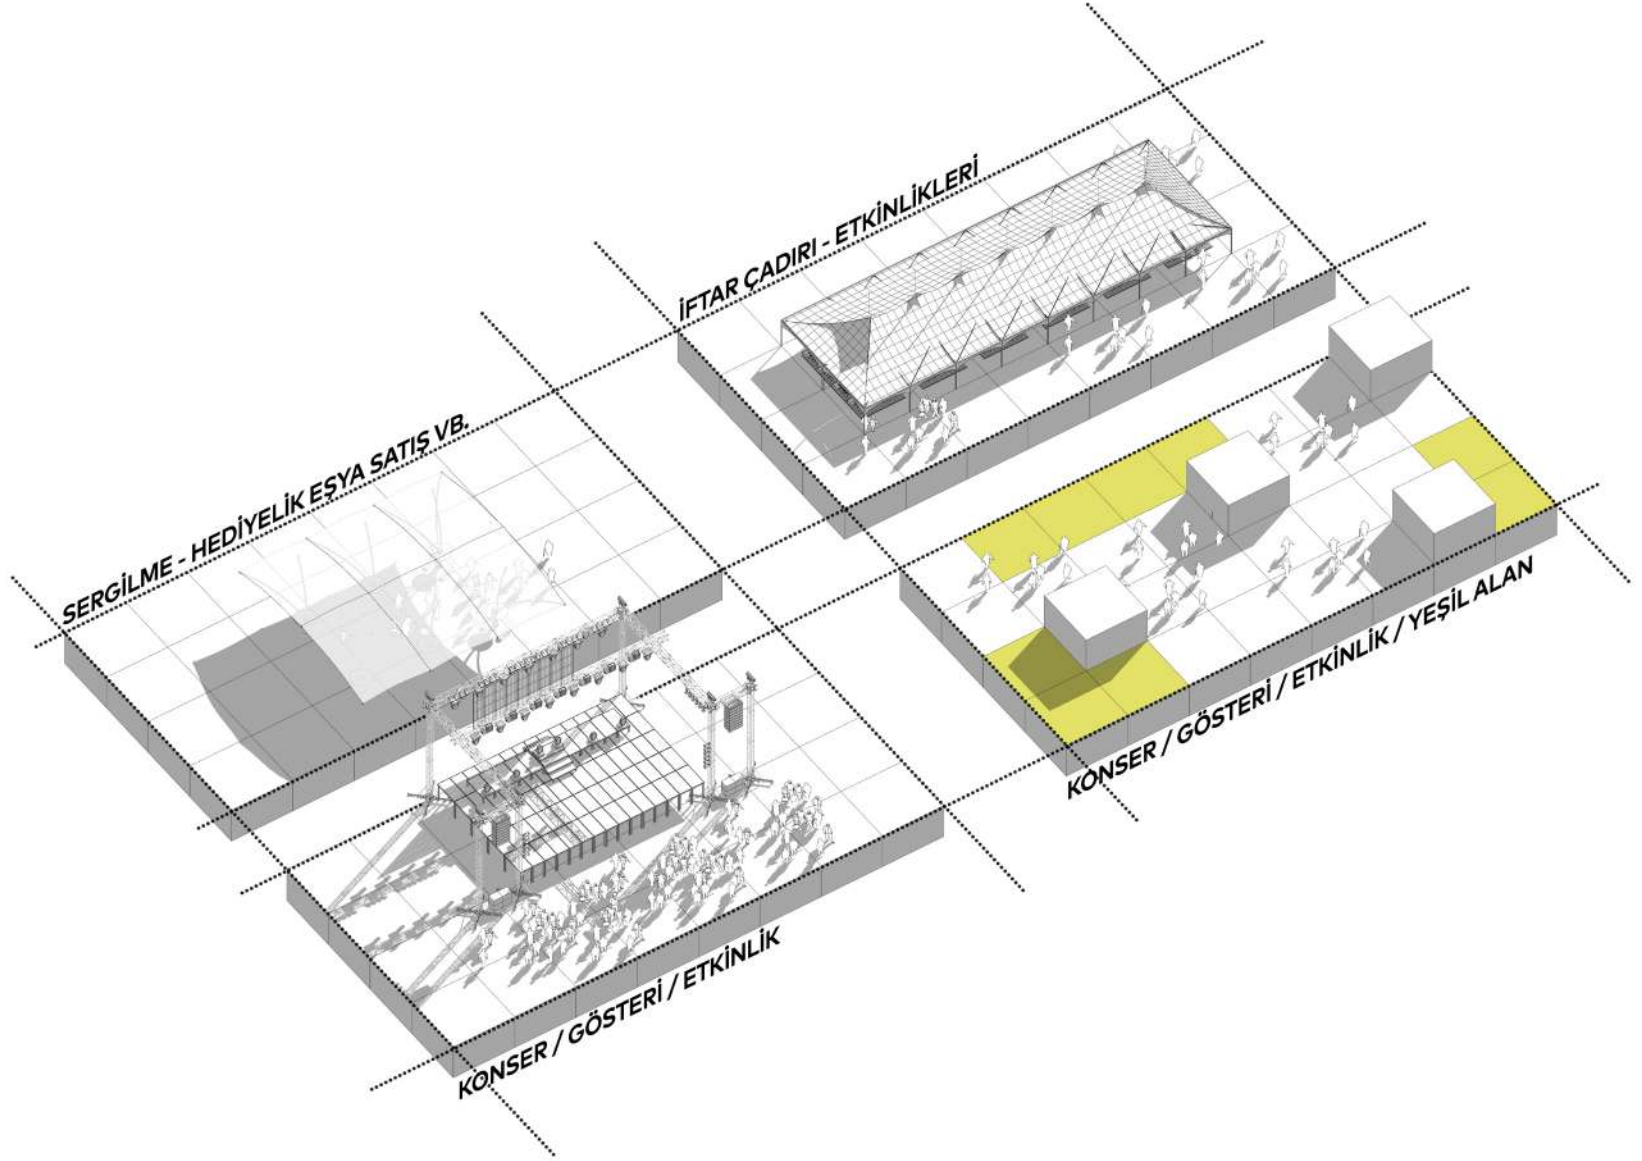 İFTAR ÇADIRI - ETKİNLİKLERİ
SERGİLME - HEDİYELİK EŞYA SATIŞ VB.
KONSER / GÖSTERİ / ETKİNLİK / YEŞİL ALAN
KONSER / GÖSTERİ / ETKİNLİK